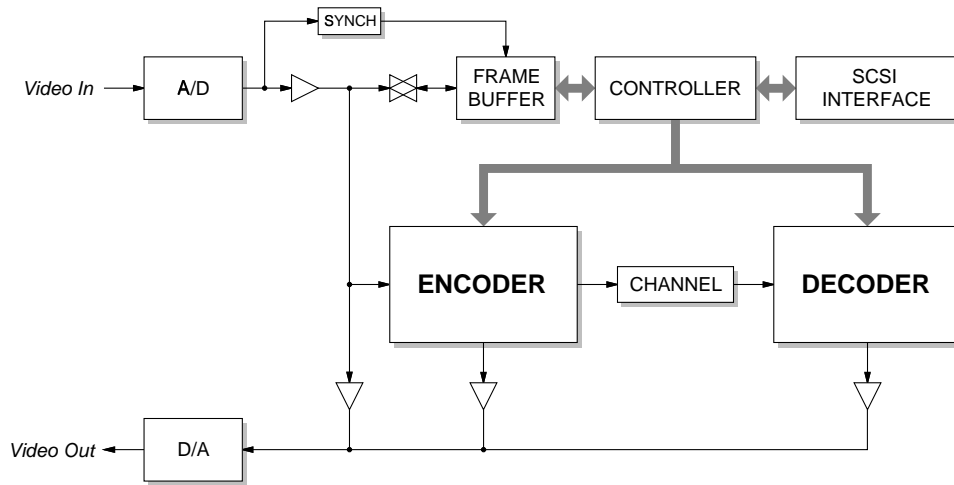 SYNCH
Video In
A/D
FRAME
BUFFER
CONTROLLER
SCSI
INTERFACE
ENCODER
CHANNEL
DECODER
Video Out
D/A